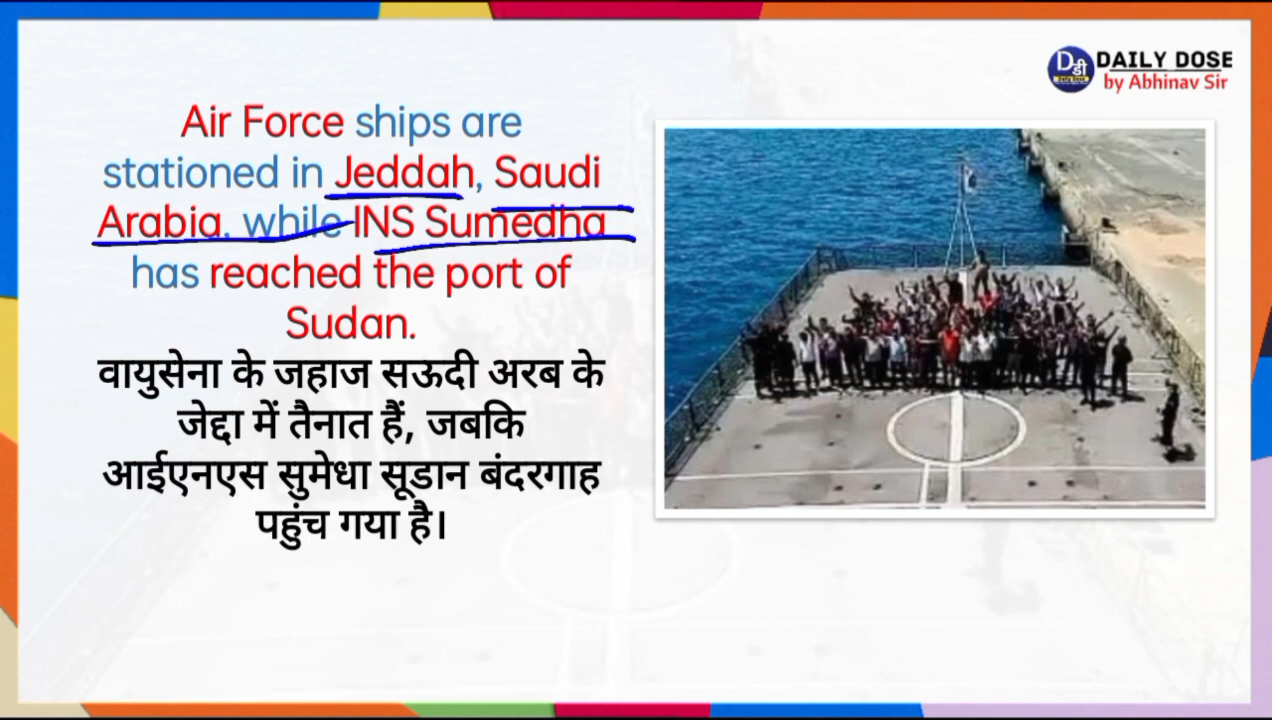 DAILY DOSE
by Abhinav Sir
Air Force ships are
stationed in Jeddah, Saudi
Arabia, while INS Sumedha
has reached the port of
Sudan.
वायुसेना के जहाज सऊदी अरब के
जेद्दा में तैनात हैं, जबकि
आईएनएस सुमेधा सूडान बंदरगाह
पहुंच गया है।